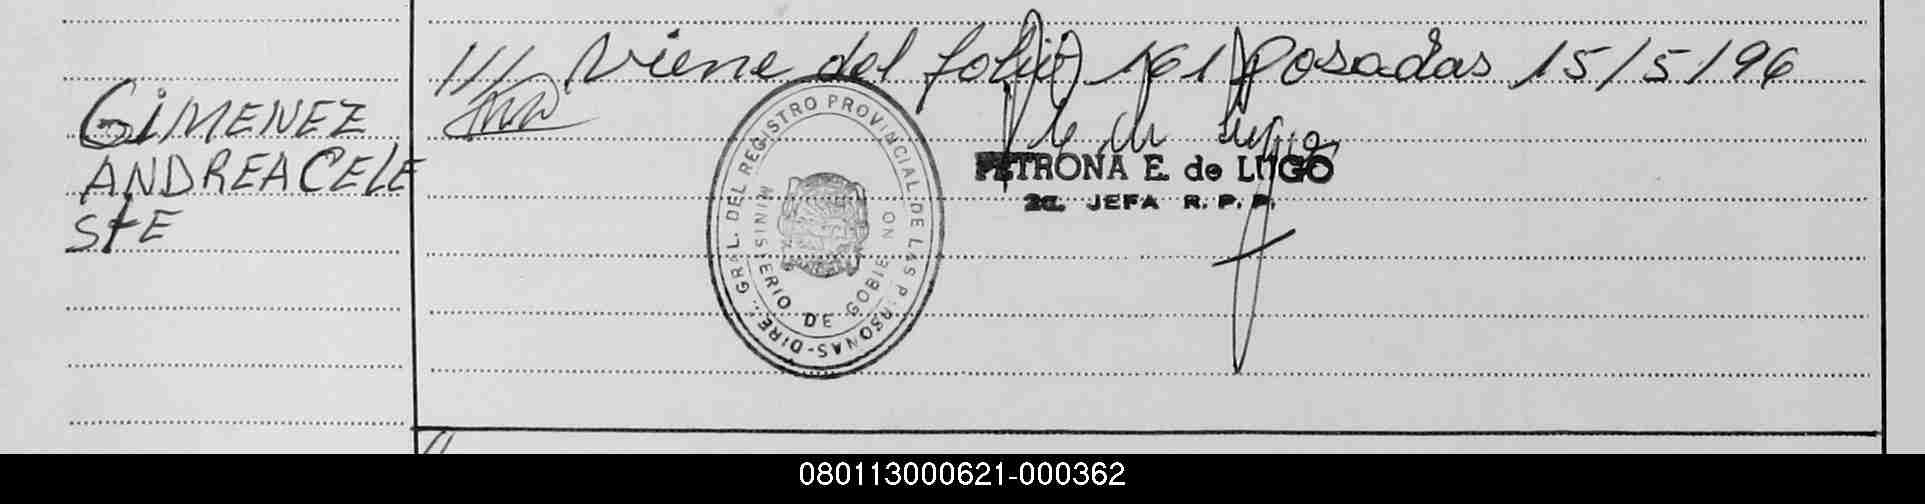 /// Viene del folio 161 Posadas 15/5/96
GIMENEZ
ANDREA CELE
STE
DIREC. GRAL. DEL REGISTRO PROVINCIAL DE LAS PERSONAS
MINISTERIO DE GOBIERNO
PETRONA E. de LUGO
2a. JEFA R. P. P.
080113000621-000362